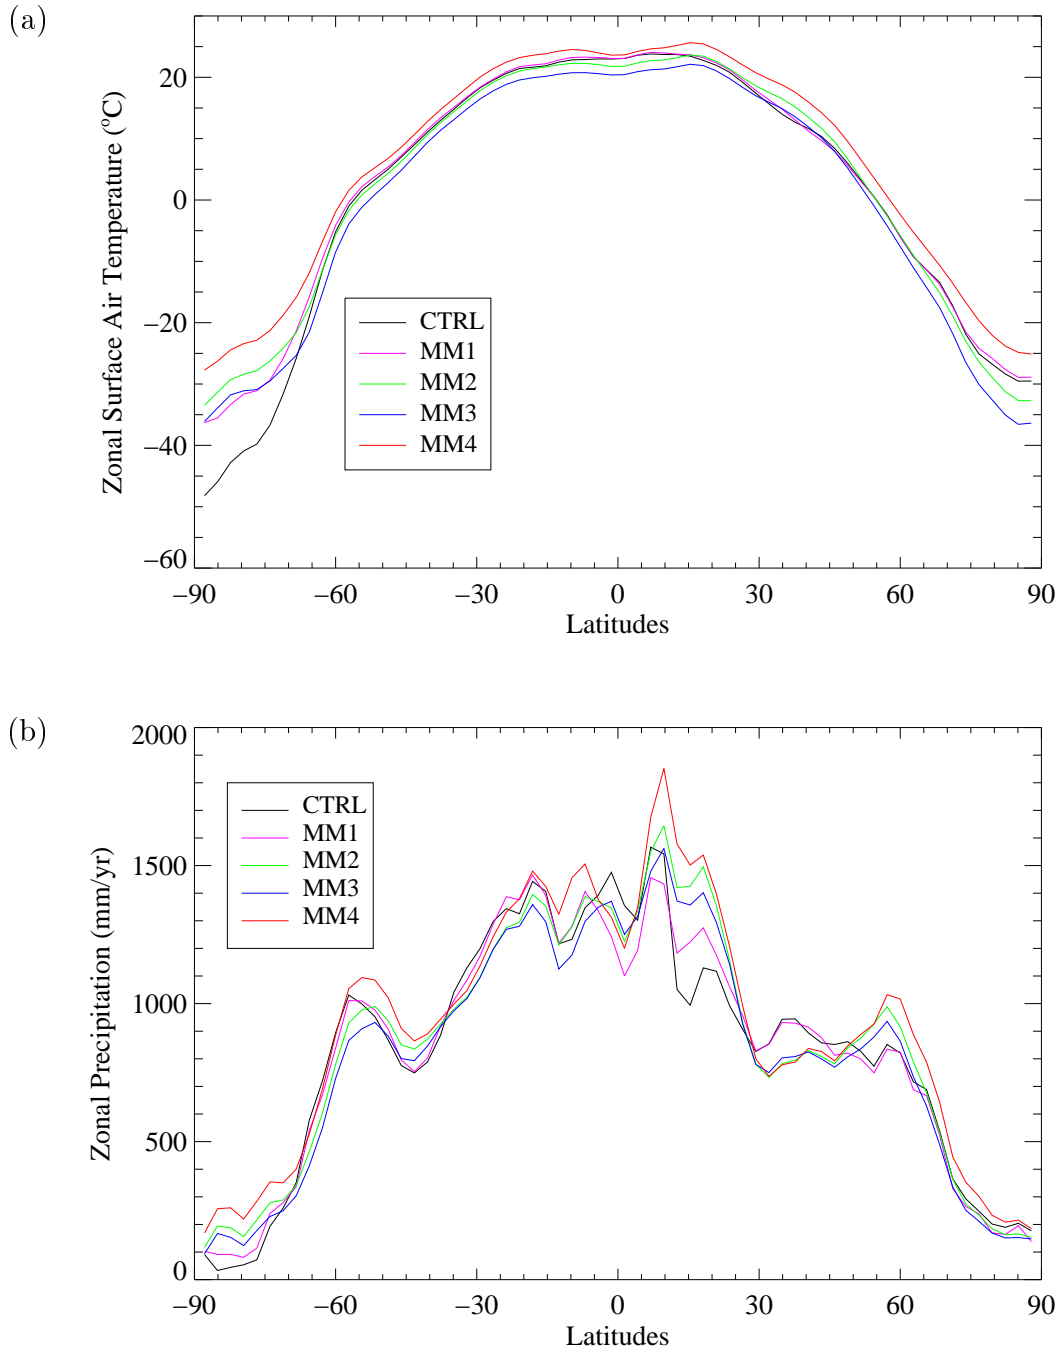 (a)
Zonal Surface Air Temperature (°C)
20
0
−20
−40
−60
CTRL
MM1
MM2
MM3
MM4
−90 −60 −30 0 30 60 90
Latitudes
(b)
Zonal Precipitation (mm/yr)
2000
1500
1000
500
0
CTRL
MM1
MM2
MM3
MM4
−90 −60 −30 0 30 60 90
Latitudes